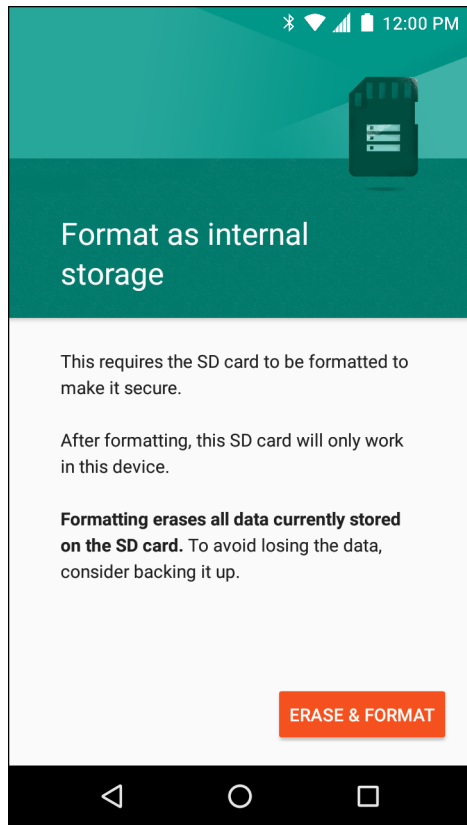 12:00 PM
Format as internal
storage
This requires the SD card to be formatted to
make it secure.
After formatting, this SD card will only work
in this device.
Formatting erases all data currently stored
on the SD card. To avoid losing the data,
consider backing it up.
ERASE & FORMAT